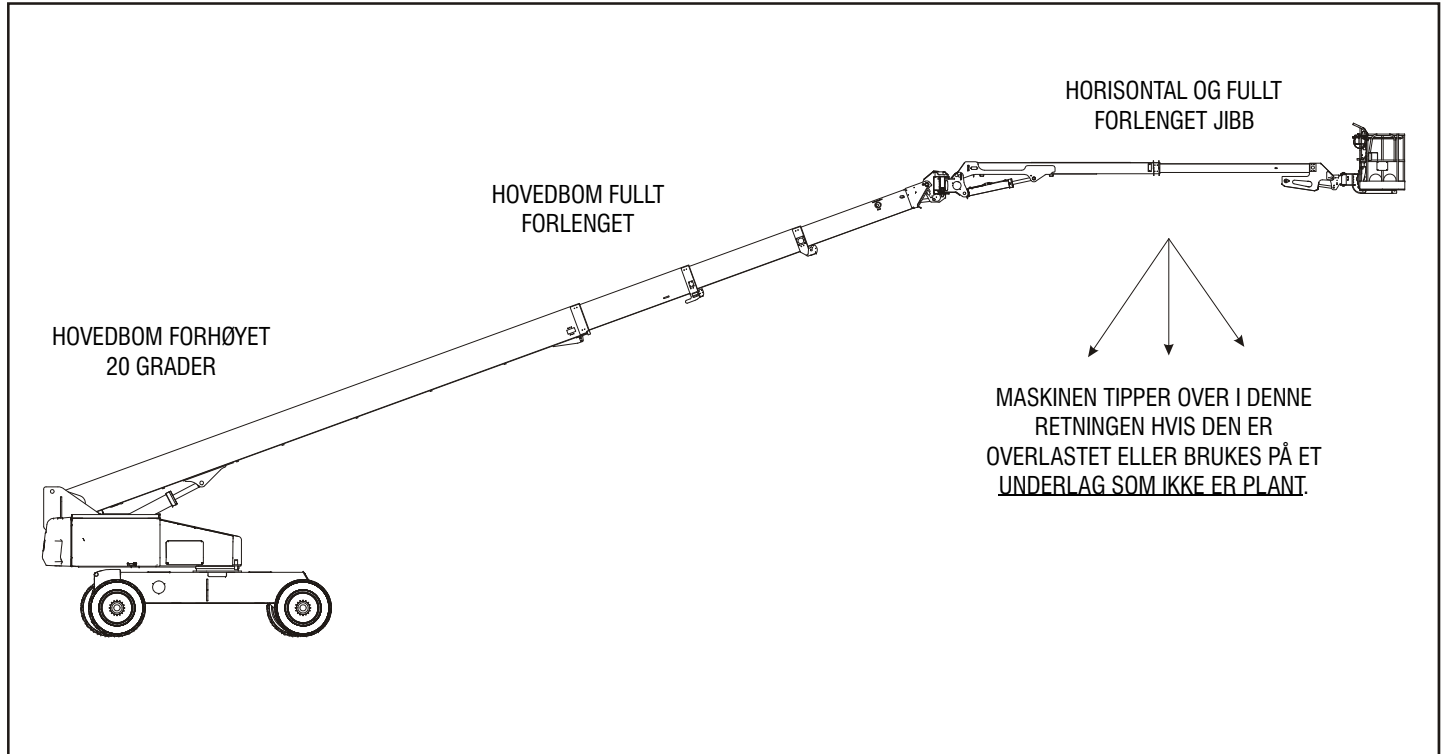 HORISONTAL OG FULLT
FORLENGET JIBB
HOVEDBOM FULLT
FORLENGET
HOVEDBOM FORHØYET
20 GRADER
MASKINEN TIPPER OVER I DENNE
RETNINGEN HVIS DEN ER
OVERLASTET ELLER BRUKES PÅ ET
UNDERLAG SOM IKKE ER PLANT.